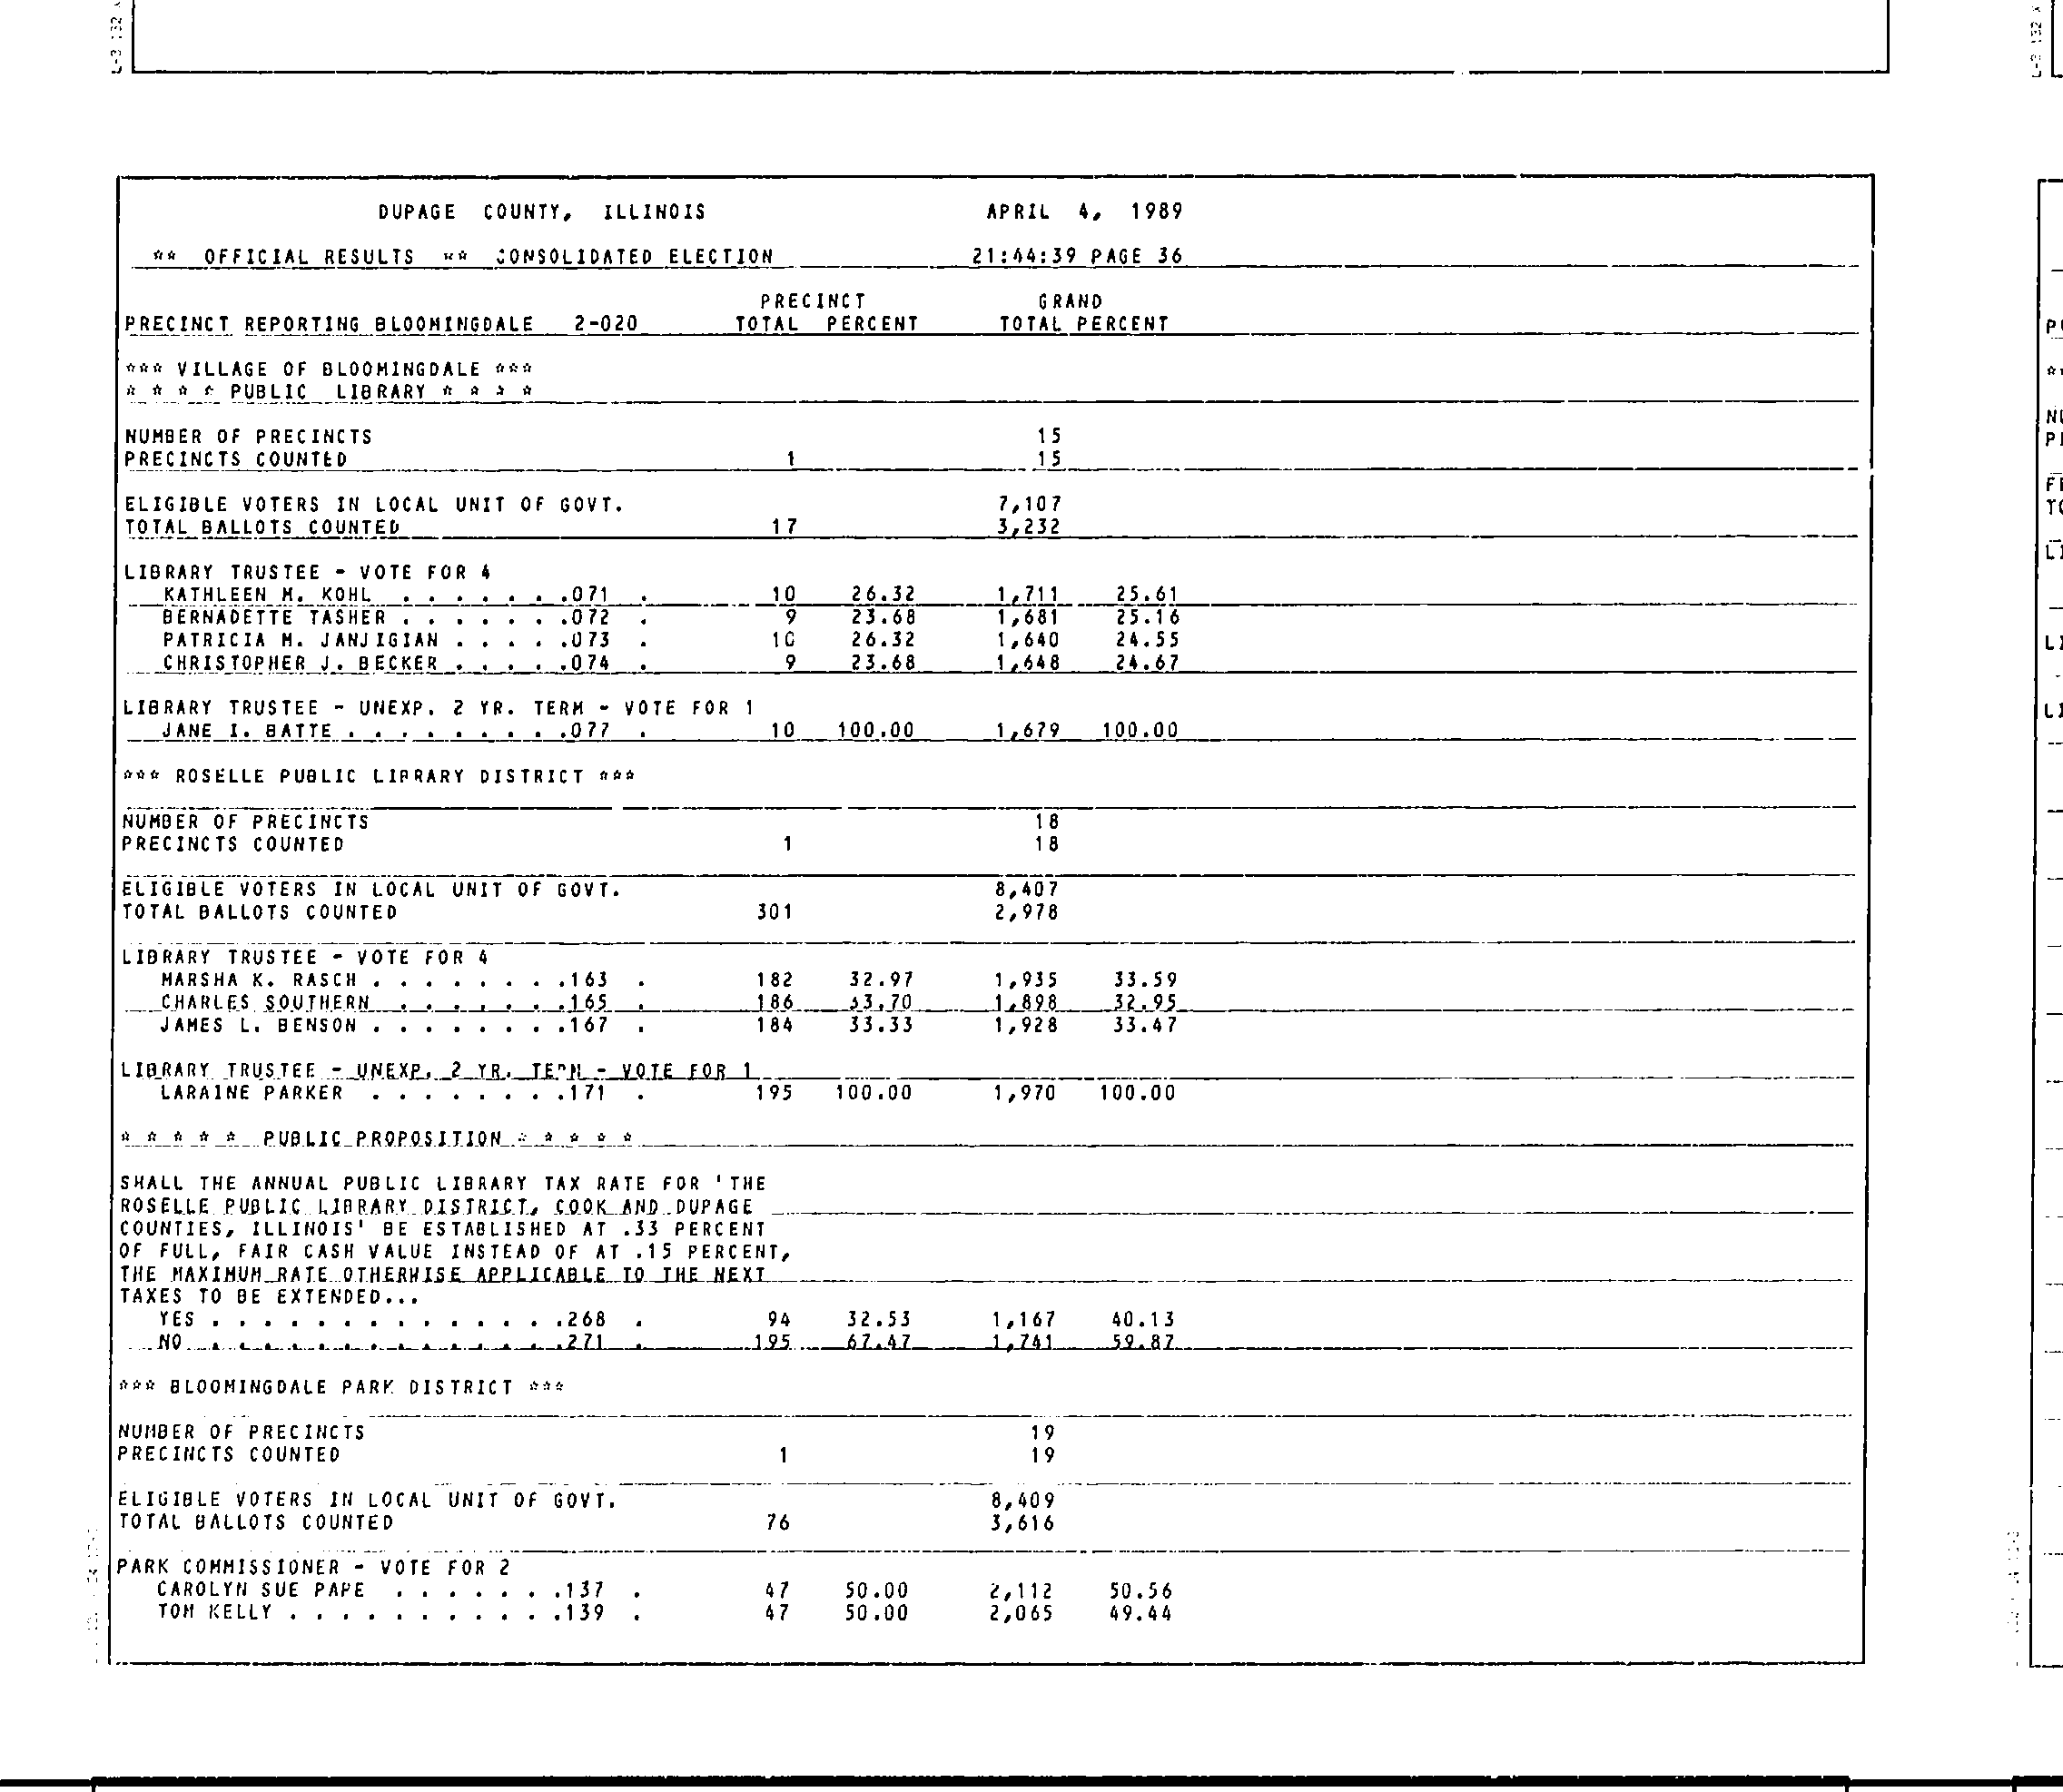 DUPAGE COUNTY, ILLINOIS APRIL 4, 1989
** OFFICIAL RESULTS ** CONSOLIDATED ELECTION 21:44:39 PAGE 36
PRECINCT GRAND
PRECINCT REPORTING BLOOMINGDALE 2-020 TOTAL PERCENT TOTAL PERCENT
*** VILLAGE OF BLOOMINGDALE ***
* * * * PUBLIC LIBRARY * * * *
NUMBER OF PRECINCTS 15
PRECINCTS COUNTED 1 15
ELIGIBLE VOTERS IN LOCAL UNIT OF GOVT. 7,107
TOTAL BALLOTS COUNTED 17 3,232
LIBRARY TRUSTEE - VOTE FOR 4
KATHLEEN M. KOHL . . . . . . .071 . 10 26.32 1,711 25.61
BERNADETTE TASHER . . . . . . .072 . 9 23.68 1,681 25.16
PATRICIA M. JANJIGIAN . . . . .073 . 10 26.32 1,640 24.55
CHRISTOPHER J. BECKER . . . . .074 . 9 23.68 1,648 24.67
LIBRARY TRUSTEE - UNEXP. 2 YR. TERM - VOTE FOR 1
JANE I. BATTE . . . . . . . . .077 . 10 100.00 1,679 100.00
*** ROSELLE PUBLIC LIBRARY DISTRICT ***
NUMBER OF PRECINCTS 18
PRECINCTS COUNTED 1 18
ELIGIBLE VOTERS IN LOCAL UNIT OF GOVT. 8,407
TOTAL BALLOTS COUNTED 301 2,978
LIBRARY TRUSTEE - VOTE FOR 4
MARSHA K. RASCH . . . . . . . .163 . 182 32.97 1,935 33.59
CHARLES SOUTHERN . . . . . . .165 . 186 33.70 1,898 32.95
JAMES L. BENSON . . . . . . . .167 . 184 33.33 1,928 33.47
LIBRARY TRUSTEE - UNEXP. 2 YR. TERM - VOTE FOR 1
LARAINE PARKER . . . . . . . .171 . 195 100.00 1,970 100.00
* * * * * PUBLIC PROPOSITION * * * * *
SHALL THE ANNUAL PUBLIC LIBRARY TAX RATE FOR 'THE
ROSELLE PUBLIC LIBRARY DISTRICT, COOK AND DUPAGE
COUNTIES, ILLINOIS' BE ESTABLISHED AT .33 PERCENT
OF FULL, FAIR CASH VALUE INSTEAD OF AT .15 PERCENT,
THE MAXIMUM RATE OTHERWISE APPLICABLE TO THE NEXT
TAXES TO BE EXTENDED...
YES . . . . . . . . . . . . . .268 . 94 32.53 1,167 40.13
NO . . . . . . . . . . . . . .271 . 195 67.47 1,741 59.87
*** BLOOMINGDALE PARK DISTRICT ***
NUMBER OF PRECINCTS 19
PRECINCTS COUNTED 1 19
ELIGIBLE VOTERS IN LOCAL UNIT OF GOVT. 8,409
TOTAL BALLOTS COUNTED 76 3,616
PARK COMMISSIONER - VOTE FOR 2
CAROLYN SUE PAPE . . . . . . .137 . 47 50.00 2,112 50.56
TOM KELLY . . . . . . . . . . .139 . 47 50.00 2,065 49.44